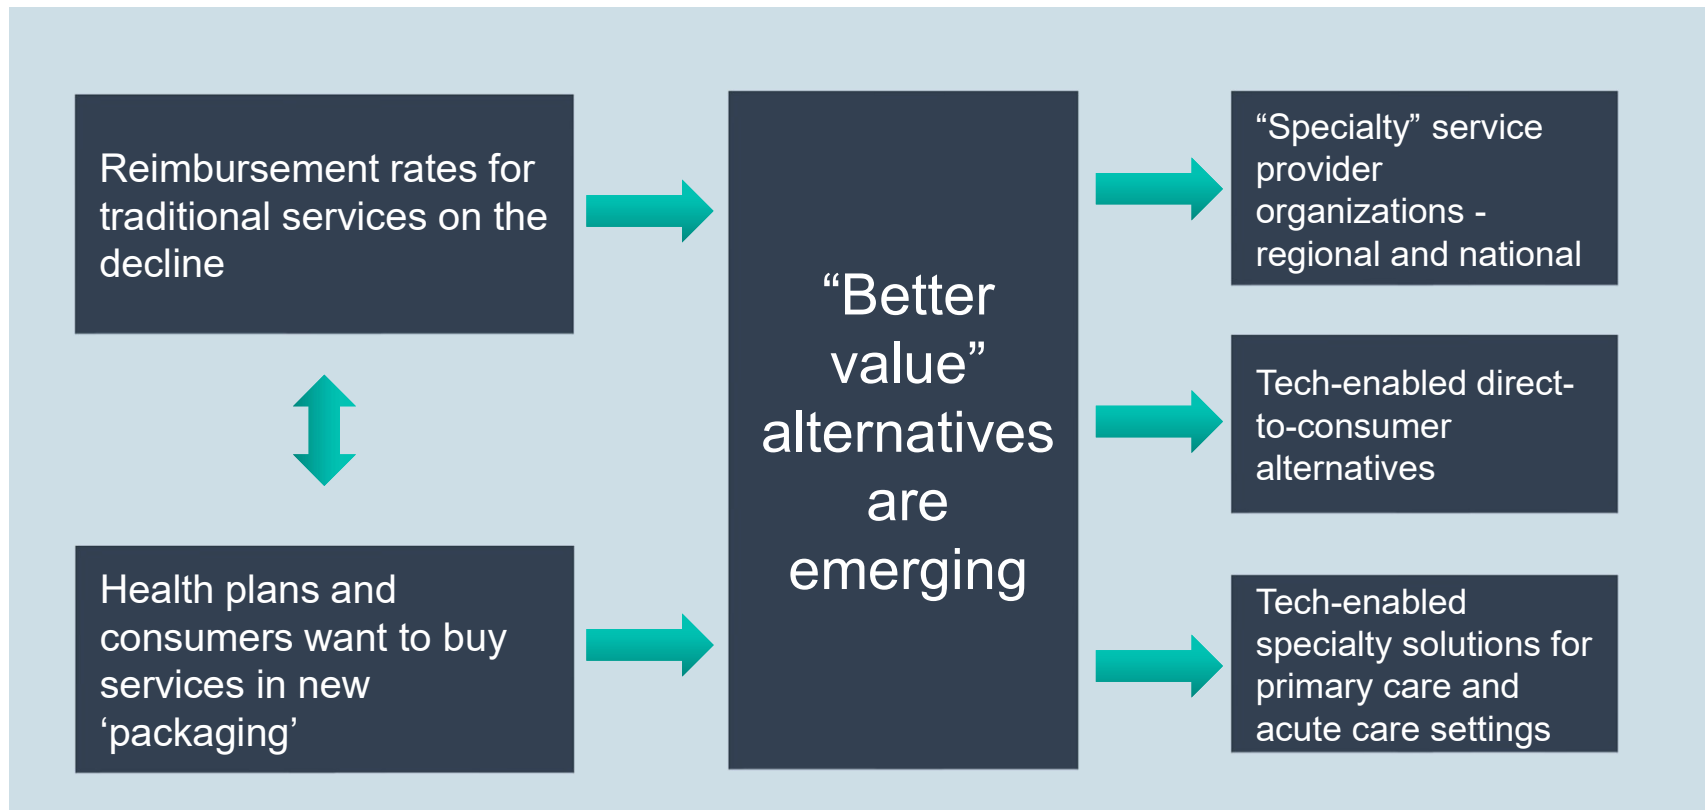 Reimbursement rates for
traditional services on the
decline
Health plans and
consumers want to buy
services in new
‘packaging’
“Better
value”
alternatives
are
emerging
“Specialty” service
provider
organizations -
regional and national
Tech-enabled direct-
to-consumer
alternatives
Tech-enabled
specialty solutions for
primary care and
acute care settings